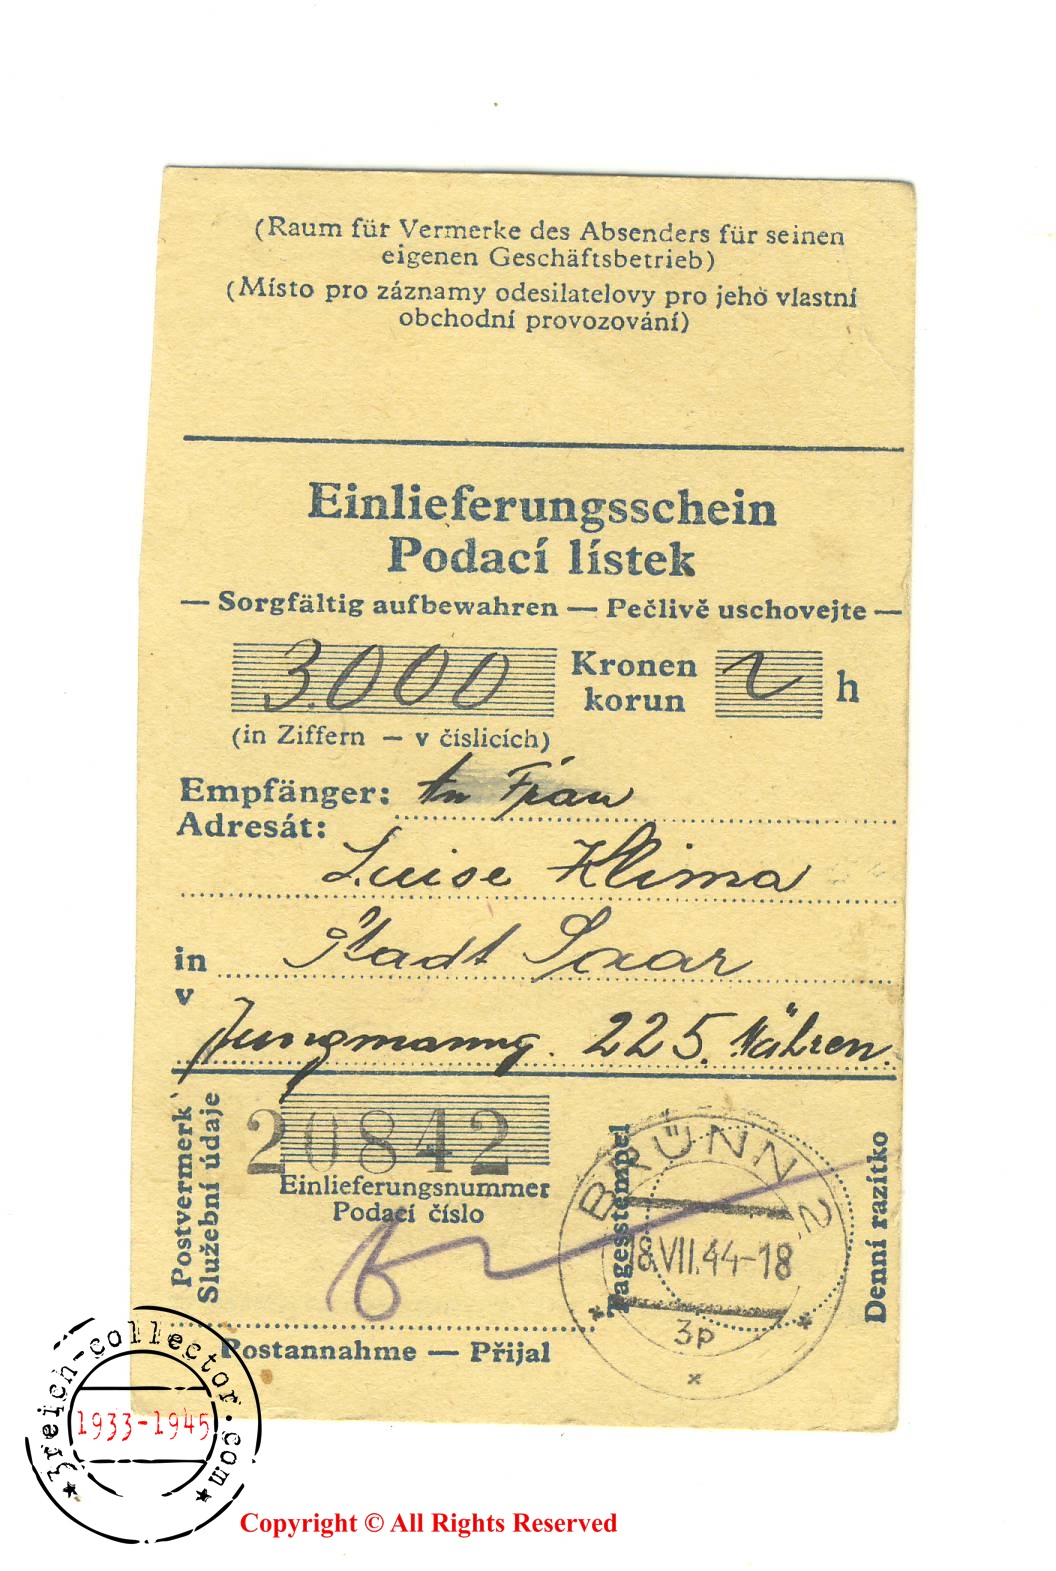 (Raum für Vermerke des Absenders für seinen
eigenen Geschäftsbetrieb)
(Místo pro záznamy odesilatelovy pro jeho vlastní
obchodní provozování)
Einlieferungsschein
Podací lístek
— Sorgfältig aufbewahren — Pečlivě uschovejte —
3.000 Kronen korun h
(in Ziffern — v číslicích)
Empfänger: An Frau
Adresát:
Luise Klima
in Stadt Saar
v
Jungmanng. 225. Mähren.
Postvermerk
Služební údaje
20842
Einlieferungsnummer
Podací číslo
Tagesstempel
BRÜNN 2
18.VII.44-18
3p
Denní razítko
Postannahme — Přijal
3reich-collector.com
1933-1945
Copyright © All Rights Reserved